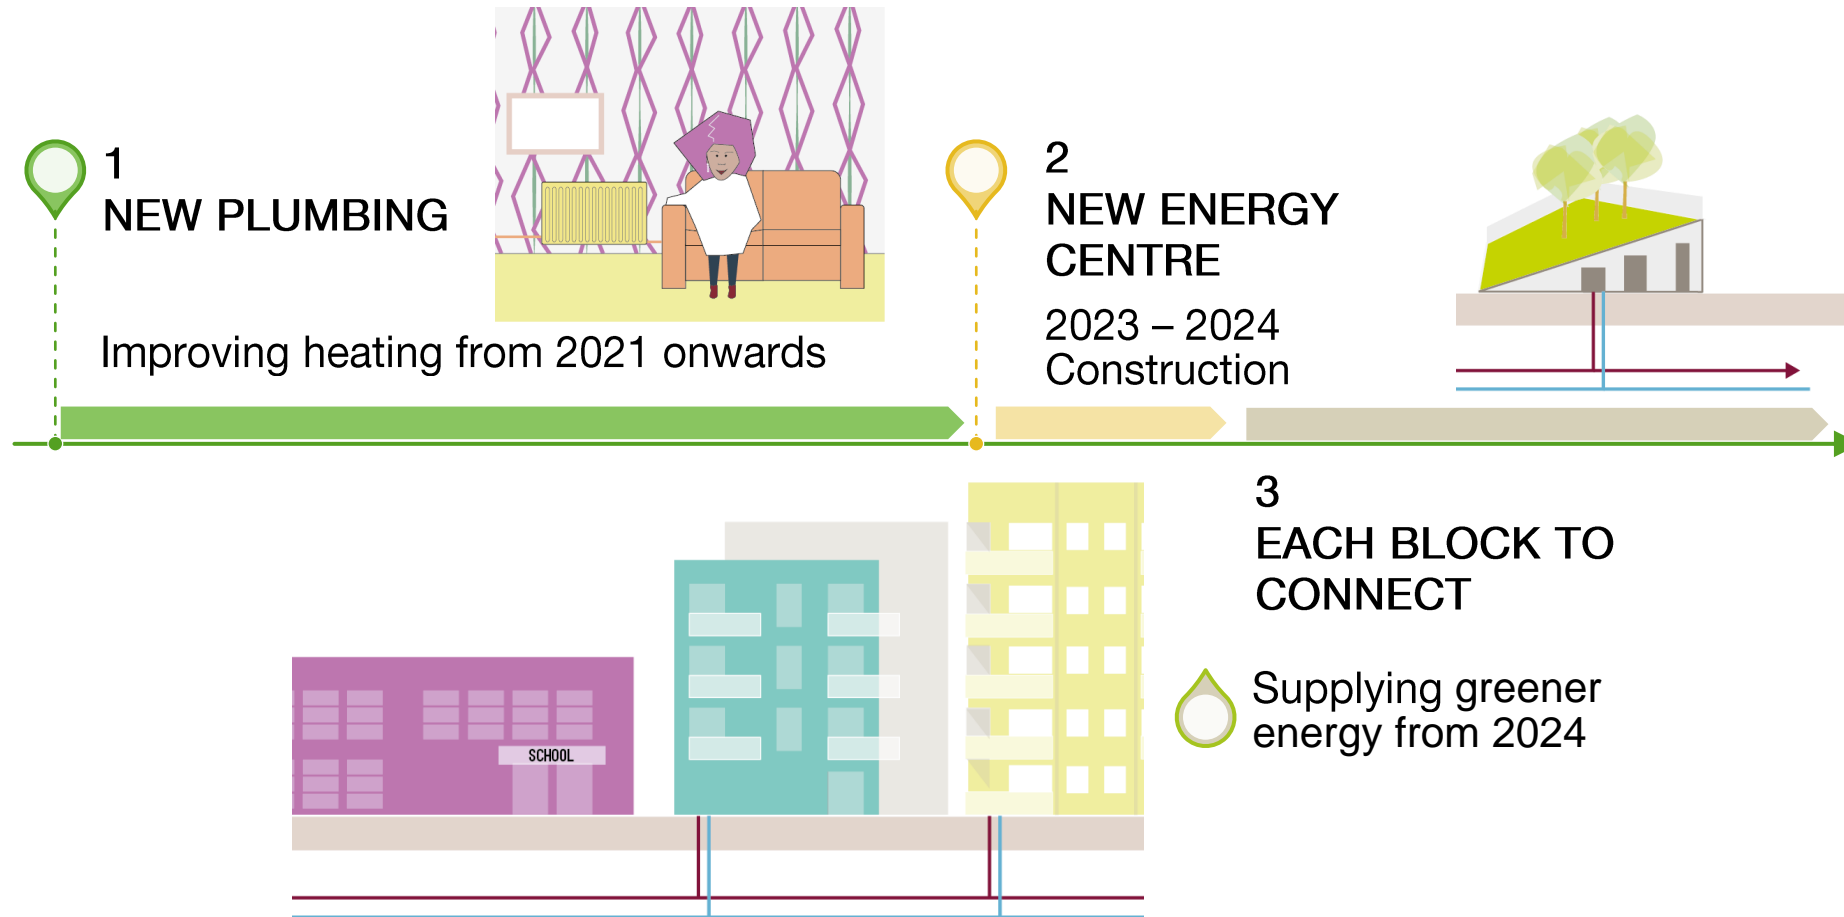 1
NEW PLUMBING
Improving heating from 2021 onwards
2
NEW ENERGY
CENTRE
2023 – 2024
Construction
3
EACH BLOCK TO
CONNECT
Supplying greener
energy from 2024
SCHOOL